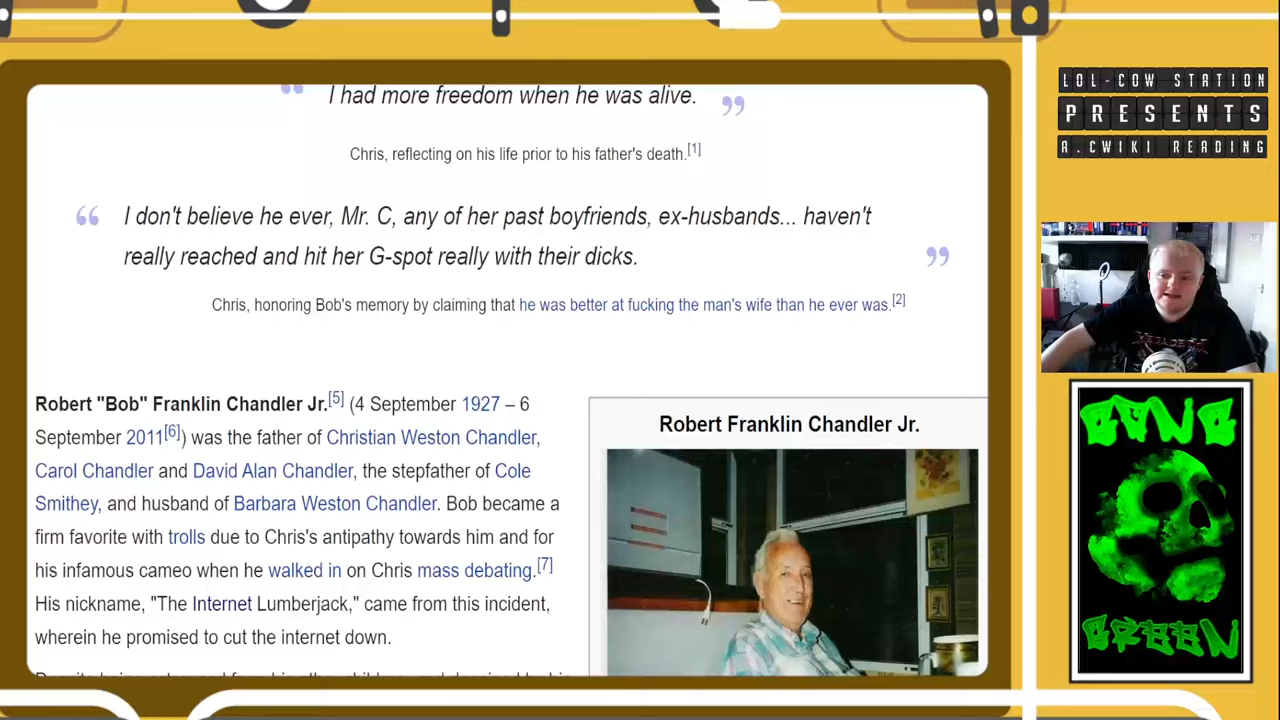 I had more freedom when he was alive.
Chris, reflecting on his life prior to his father's death.[1]
“ I don't believe he ever, Mr. C, any of her past boyfriends, ex-husbands... haven't
really reached and hit her G-spot really with their dicks. ”
Chris, honoring Bob's memory by claiming that he was better at fucking the man's wife than he ever was.[2]
Robert "Bob" Franklin Chandler Jr.[5] (4 September 1927 – 6
September 2011[6]) was the father of Christian Weston Chandler,
Carol Chandler and David Alan Chandler, the stepfather of Cole
Smithey, and husband of Barbara Weston Chandler. Bob became a
firm favorite with trolls due to Chris's antipathy towards him and for
his infamous cameo when he walked in on Chris mass debating.[7]
His nickname, "The Internet Lumberjack," came from this incident,
wherein he promised to cut the internet down.
Robert Franklin Chandler Jr.
LOL-COW STATION
PRESENTS
A.CWIKI READING
GANG
GREEN